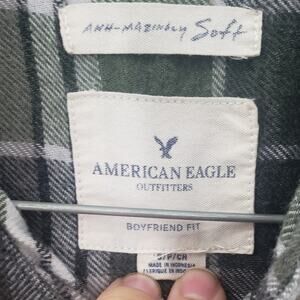 AHH-MAZINGLY Soft
AMERICAN EAGLE
OUTFITTERS
BOYFRIEND FIT
S/P/CH
MADE IN INDONESIA